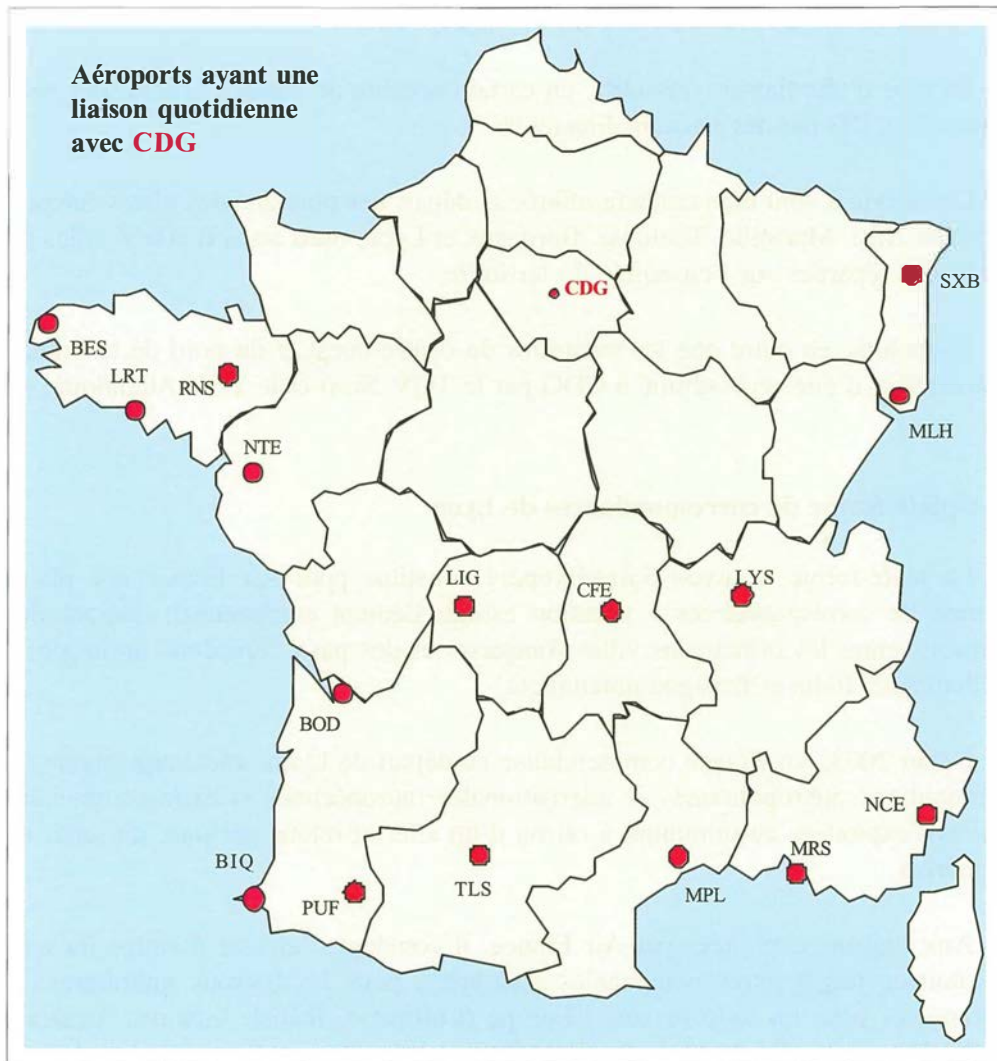 Aéroports ayant une
liaison quotidienne
avec CDG
CDG
SXB
BES
LRT
RNS
MLH
NTE
LIG
CFE
LYS
BOD
NCE
BIQ
MRS
PUF
TLS
MPL